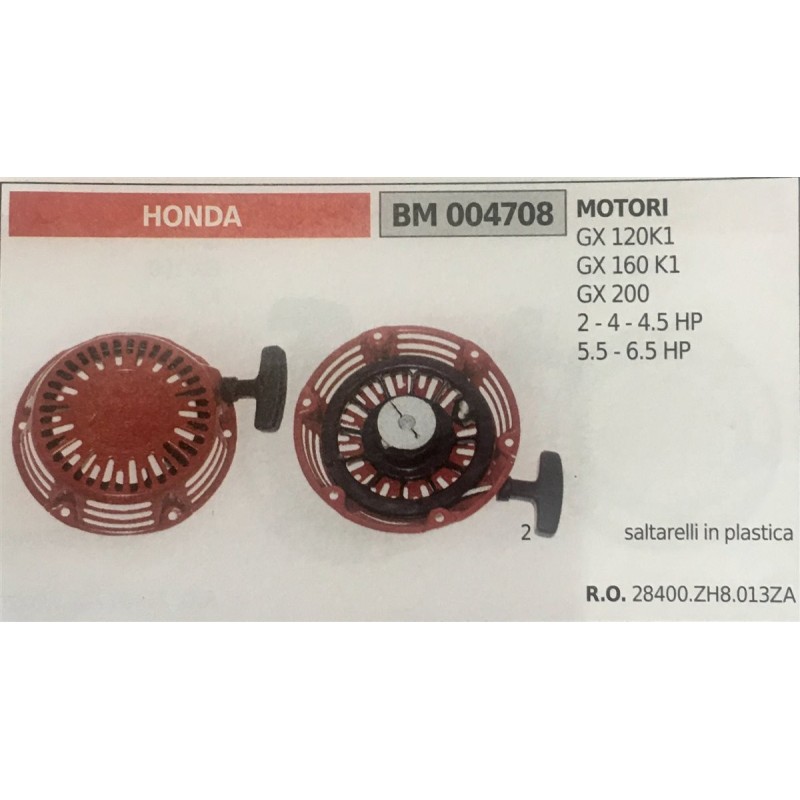 HONDA
BM 004708
MOTORI
GX 120K1
GX 160 K1
GX 200
2 - 4 - 4.5 HP
5.5 - 6.5 HP
2
saltarelli in plastica
R.O. 28400.ZH8.013ZA